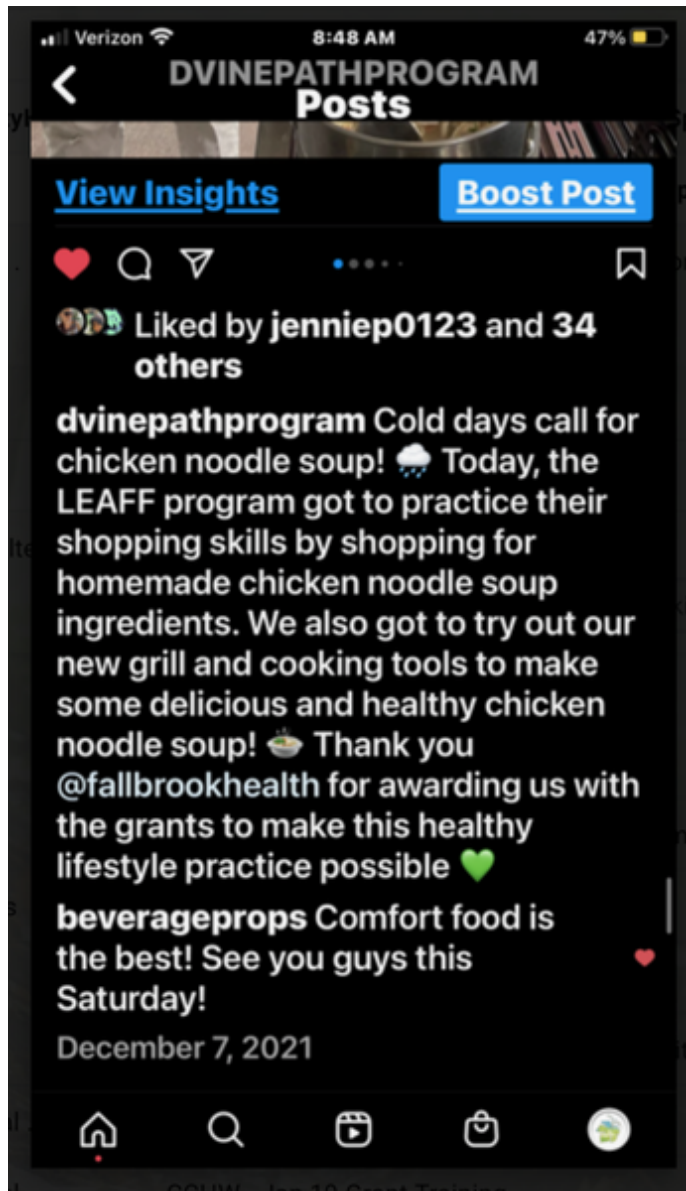 Verizon
8:48 AM
47%
DVINEPATHPROGRAM
Posts
View Insights
Boost Post
Liked by jenniep0123 and 34
others
dvinepathprogram Cold days call for
chicken noodle soup! 🌧️ Today, the
LEAFF program got to practice their
shopping skills by shopping for
homemade chicken noodle soup
ingredients. We also got to try out our
new grill and cooking tools to make
some delicious and healthy chicken
noodle soup! 🍲 Thank you
@fallbrookhealth for awarding us with
the grants to make this healthy
lifestyle practice possible 💚
beverageprops Comfort food is
the best! See you guys this
Saturday!
December 7, 2021